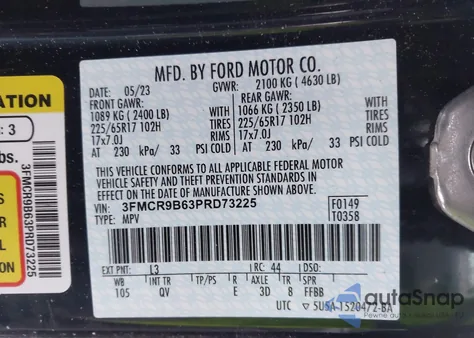 MFD. BY FORD MOTOR CO.
DATE: 05/23 GVWR: 2100 KG ( 4630 LB)
FRONT GAWR: REAR GAWR:
1089 KG ( 2400 LB) 1066 KG ( 2350 LB)
WITH WITH
225/65R17 102H TIRES 225/65R17 102H TIRES
17x7.0J RIMS 17x7.0J RIMS
AT 230 kPa/ 33 PSI COLD AT 230 kPa/ 33 PSI COLD
THIS VEHICLE CONFORMS TO ALL APPLICABLE FEDERAL MOTOR
VEHICLE SAFETY AND THEFT PREVENTION STANDARDS IN
EFFECT ON THE DATE OF MANUFACTURE SHOWN ABOVE.
VIN: 3FMCR9B63PRD73225 F0149
TYPE: MPV T0358
EXT PNT: L3 RC: 44 DSO:
WB INT TR TP/PS R AXLE TR SPR
105 QV E 3D 8 FFBB
UTC 5U5A-1520472-BA
ATION
: 3
bs.
3FMCR9B63PRD73225
autaSnap